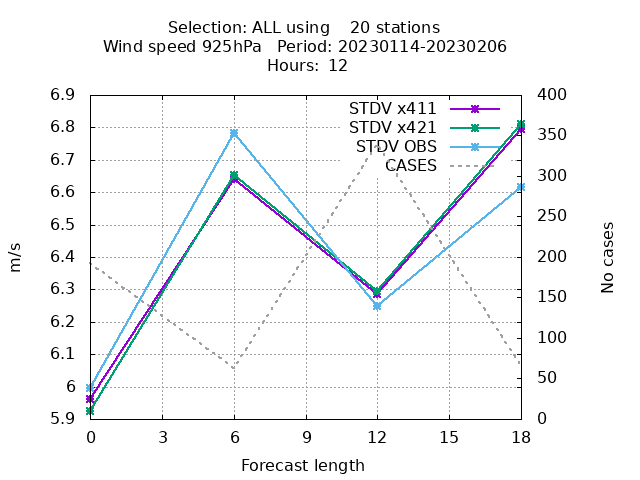 Selection: ALL using    20 stations
Wind speed 925hPa   Period: 20230114-20230206
Hours:  12
STDV x411
STDV x421
STDV OBS
CASES
6.9
6.8
6.7
6.6
6.5
6.4
6.3
6.2
6.1
6
5.9
m/s
400
350
300
250
200
150
100
50
0
No cases
0 3 6 9 12 15 18
Forecast length